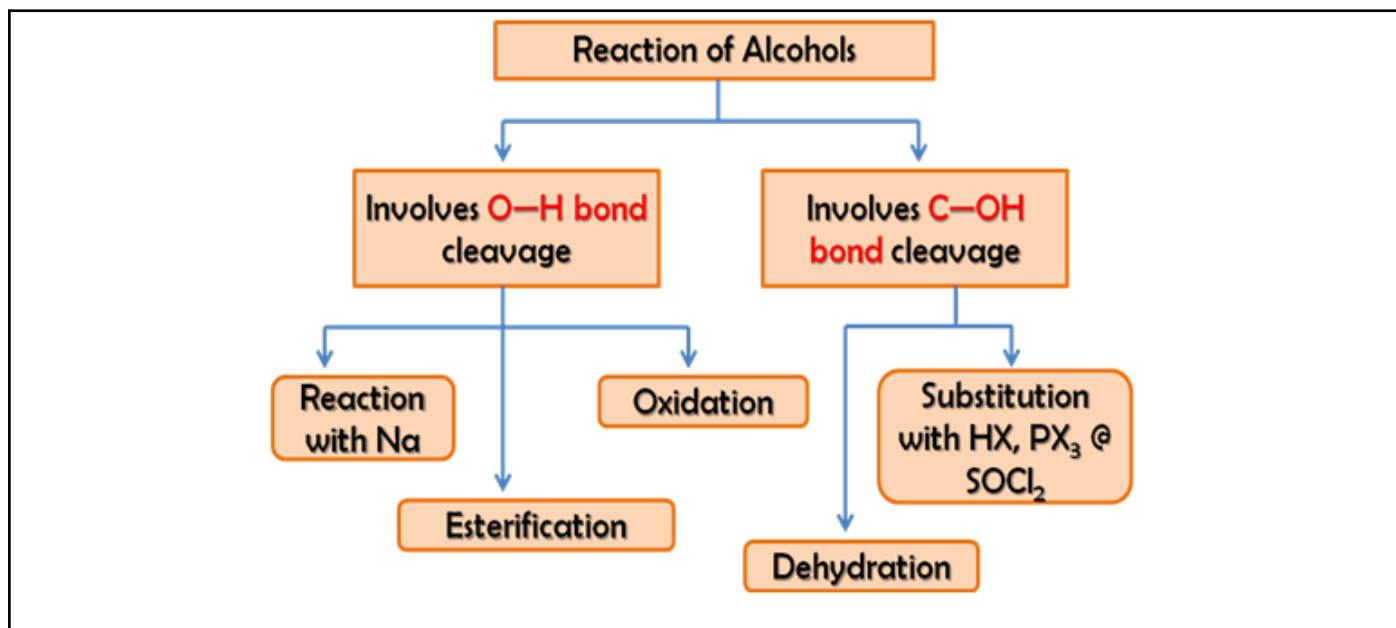 Reaction of Alcohols
Involves O—H bond
cleavage
Involves C—OH
bond cleavage
Reaction
with Na
Oxidation
Substitution
with HX, PX₃ @
SOCl₂
Esterification
Dehydration